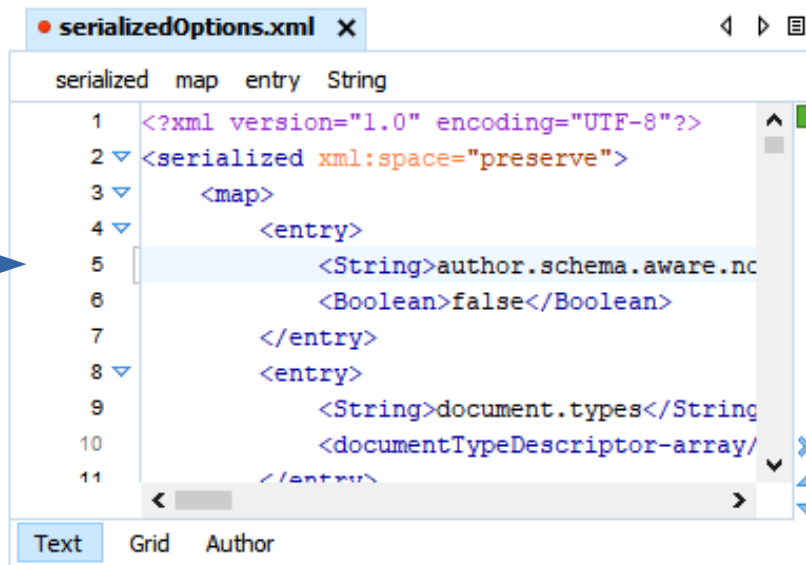 serializedOptions.xml
serialized map entry String
1 <?xml version="1.0" encoding="UTF-8"?>
2 <serialized xml:space="preserve">
3 <map>
4 <entry>
5 <String>author.schema.aware.
6 <Boolean>false</Boolean>
7 </entry>
8 <entry>
9 <String>document.types</String
10 <documentTypeDescriptor-array/
11 </entry>
Text Grid Author